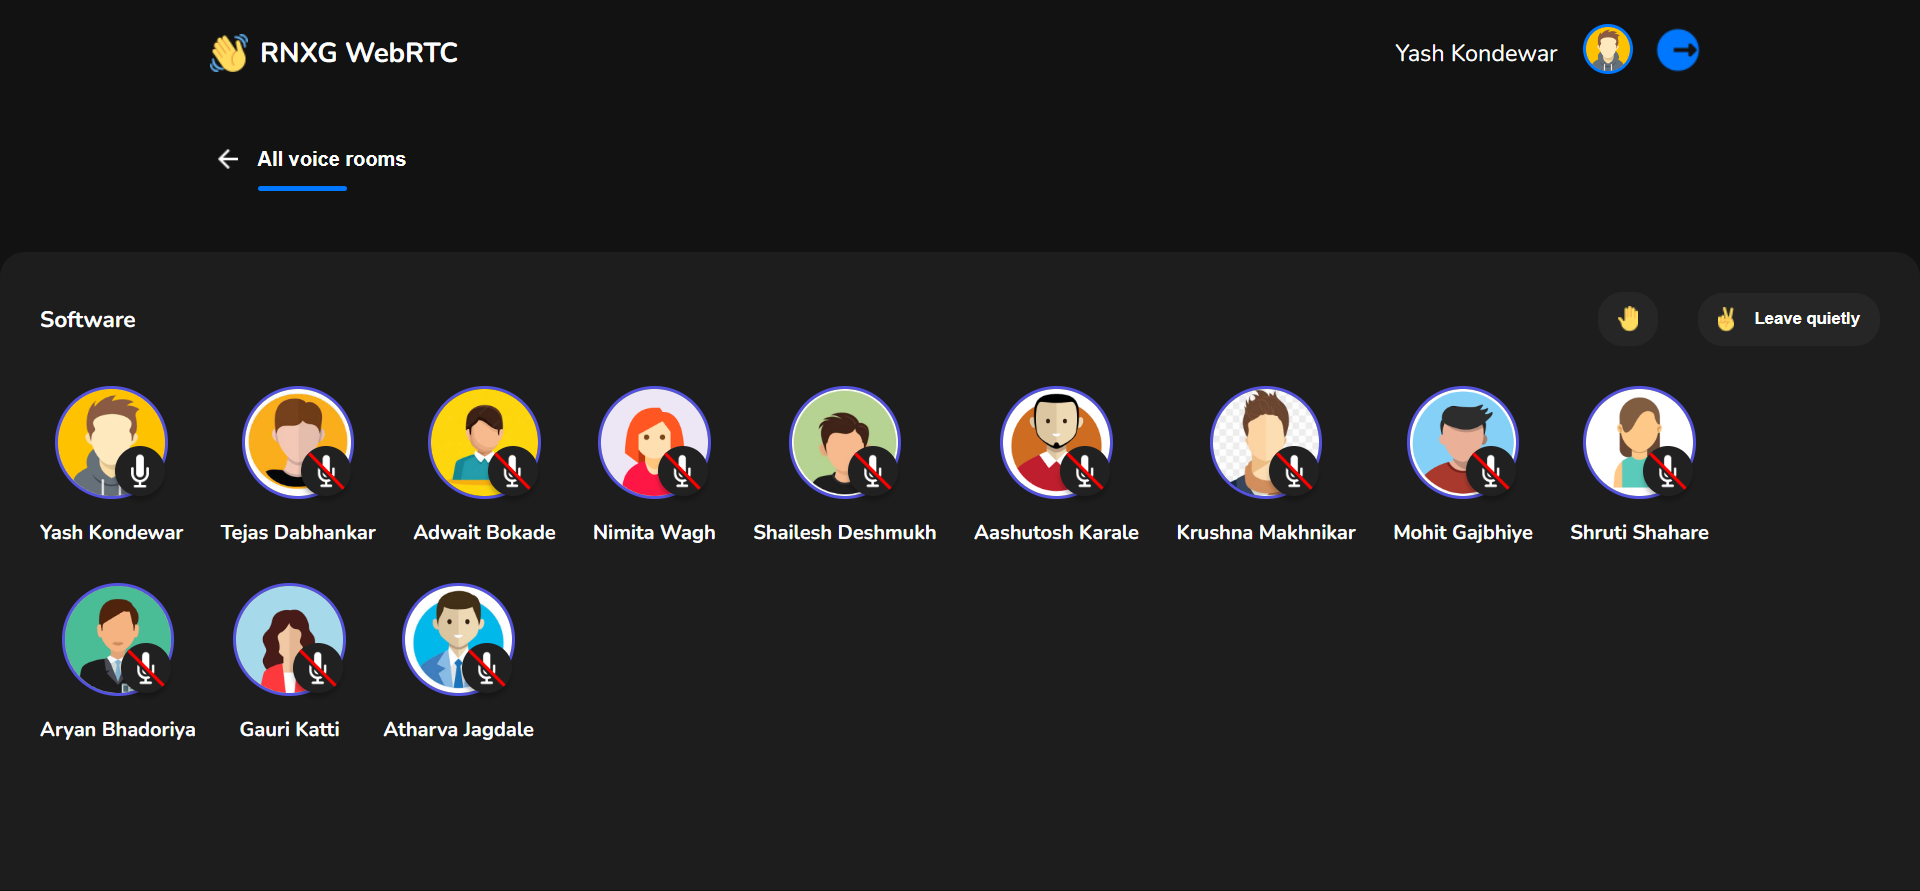 RNXG WebRTC
Yash Kondewar
All voice rooms
Software
Leave quietly
Yash Kondewar
Tejas Dabhankar
Adwait Bokade
Nimita Wagh
Shailesh Deshmukh
Aashutosh Karale
Krushna Makhnikar
Mohit Gajbhiye
Shruti Shahare
Aryan Bhadoriya
Gauri Katti
Atharva Jagdale